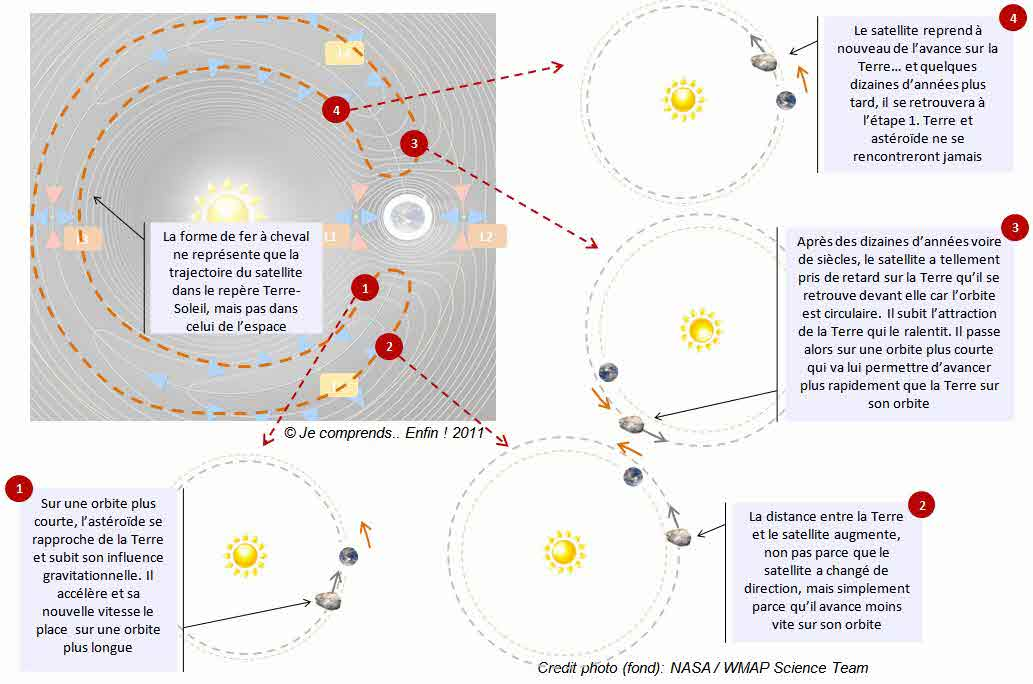 L4
4
3
L3
L1
L2
La forme de fer à cheval
ne représente que la
trajectoire du satellite
dans le repère Terre-
Soleil, mais pas dans
celui de l'espace
1
2
© Je comprends.. Enfin ! 2011
4
Le satellite reprend à
nouveau de l'avance sur la
Terre… et quelques
dizaines d'années plus
tard, il se retrouvera à
l'étape 1. Terre et
astéroïde ne se
rencontreront jamais
3
Après des dizaines d'années voire
de siècles, le satellite a tellement
pris de retard sur la Terre qu'il se
retrouve devant elle car l'orbite
est circulaire. Il subit l'attraction
de la Terre qui le ralentit. Il passe
alors sur une orbite plus courte
qui va lui permettre d'avancer
plus rapidement que la Terre sur
son orbite
1
Sur une orbite plus
courte, l'astéroïde se
rapproche de la Terre
et subit son influence
gravitationnelle. Il
accélère et sa
nouvelle vitesse le
place sur une orbite
plus longue
2
La distance entre la Terre
et le satellite augmente,
non pas parce que le
satellite a changé de
direction, mais simplement
parce qu'il avance moins
vite sur son orbite
Credit photo (fond): NASA / WMAP Science Team